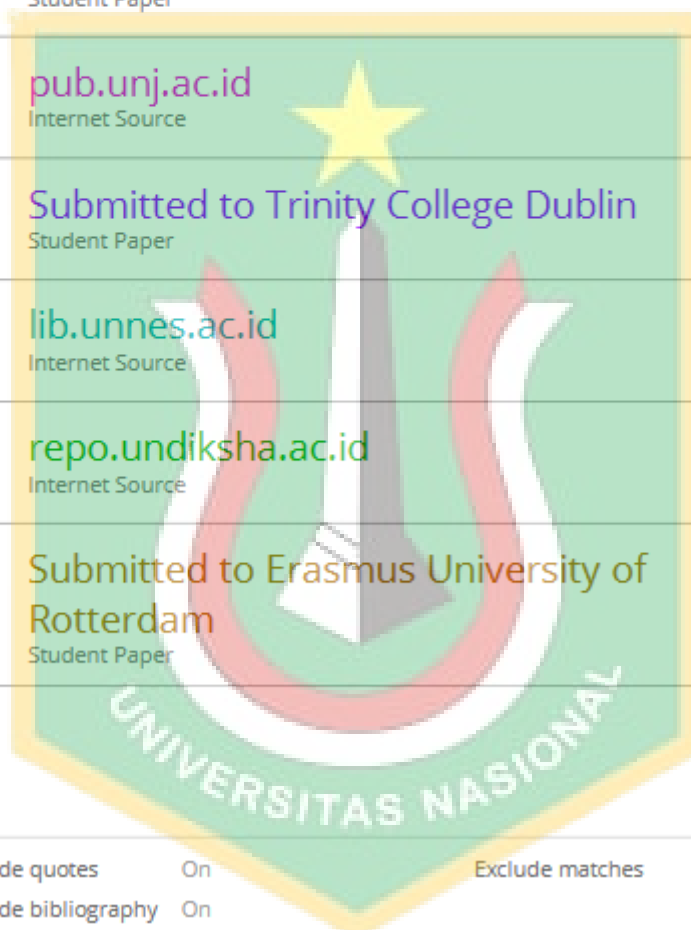 Student Paper
pub.unj.ac.id
Internet Source
Submitted to Trinity College Dublin
Student Paper
lib.unnes.ac.id
Internet Source
repo.undiksha.ac.id
Internet Source
Submitted to Erasmus University of
Rotterdam
Student Paper
UNIVERSITAS NASIONAL
de quotes On Exclude matches
de bibliography On